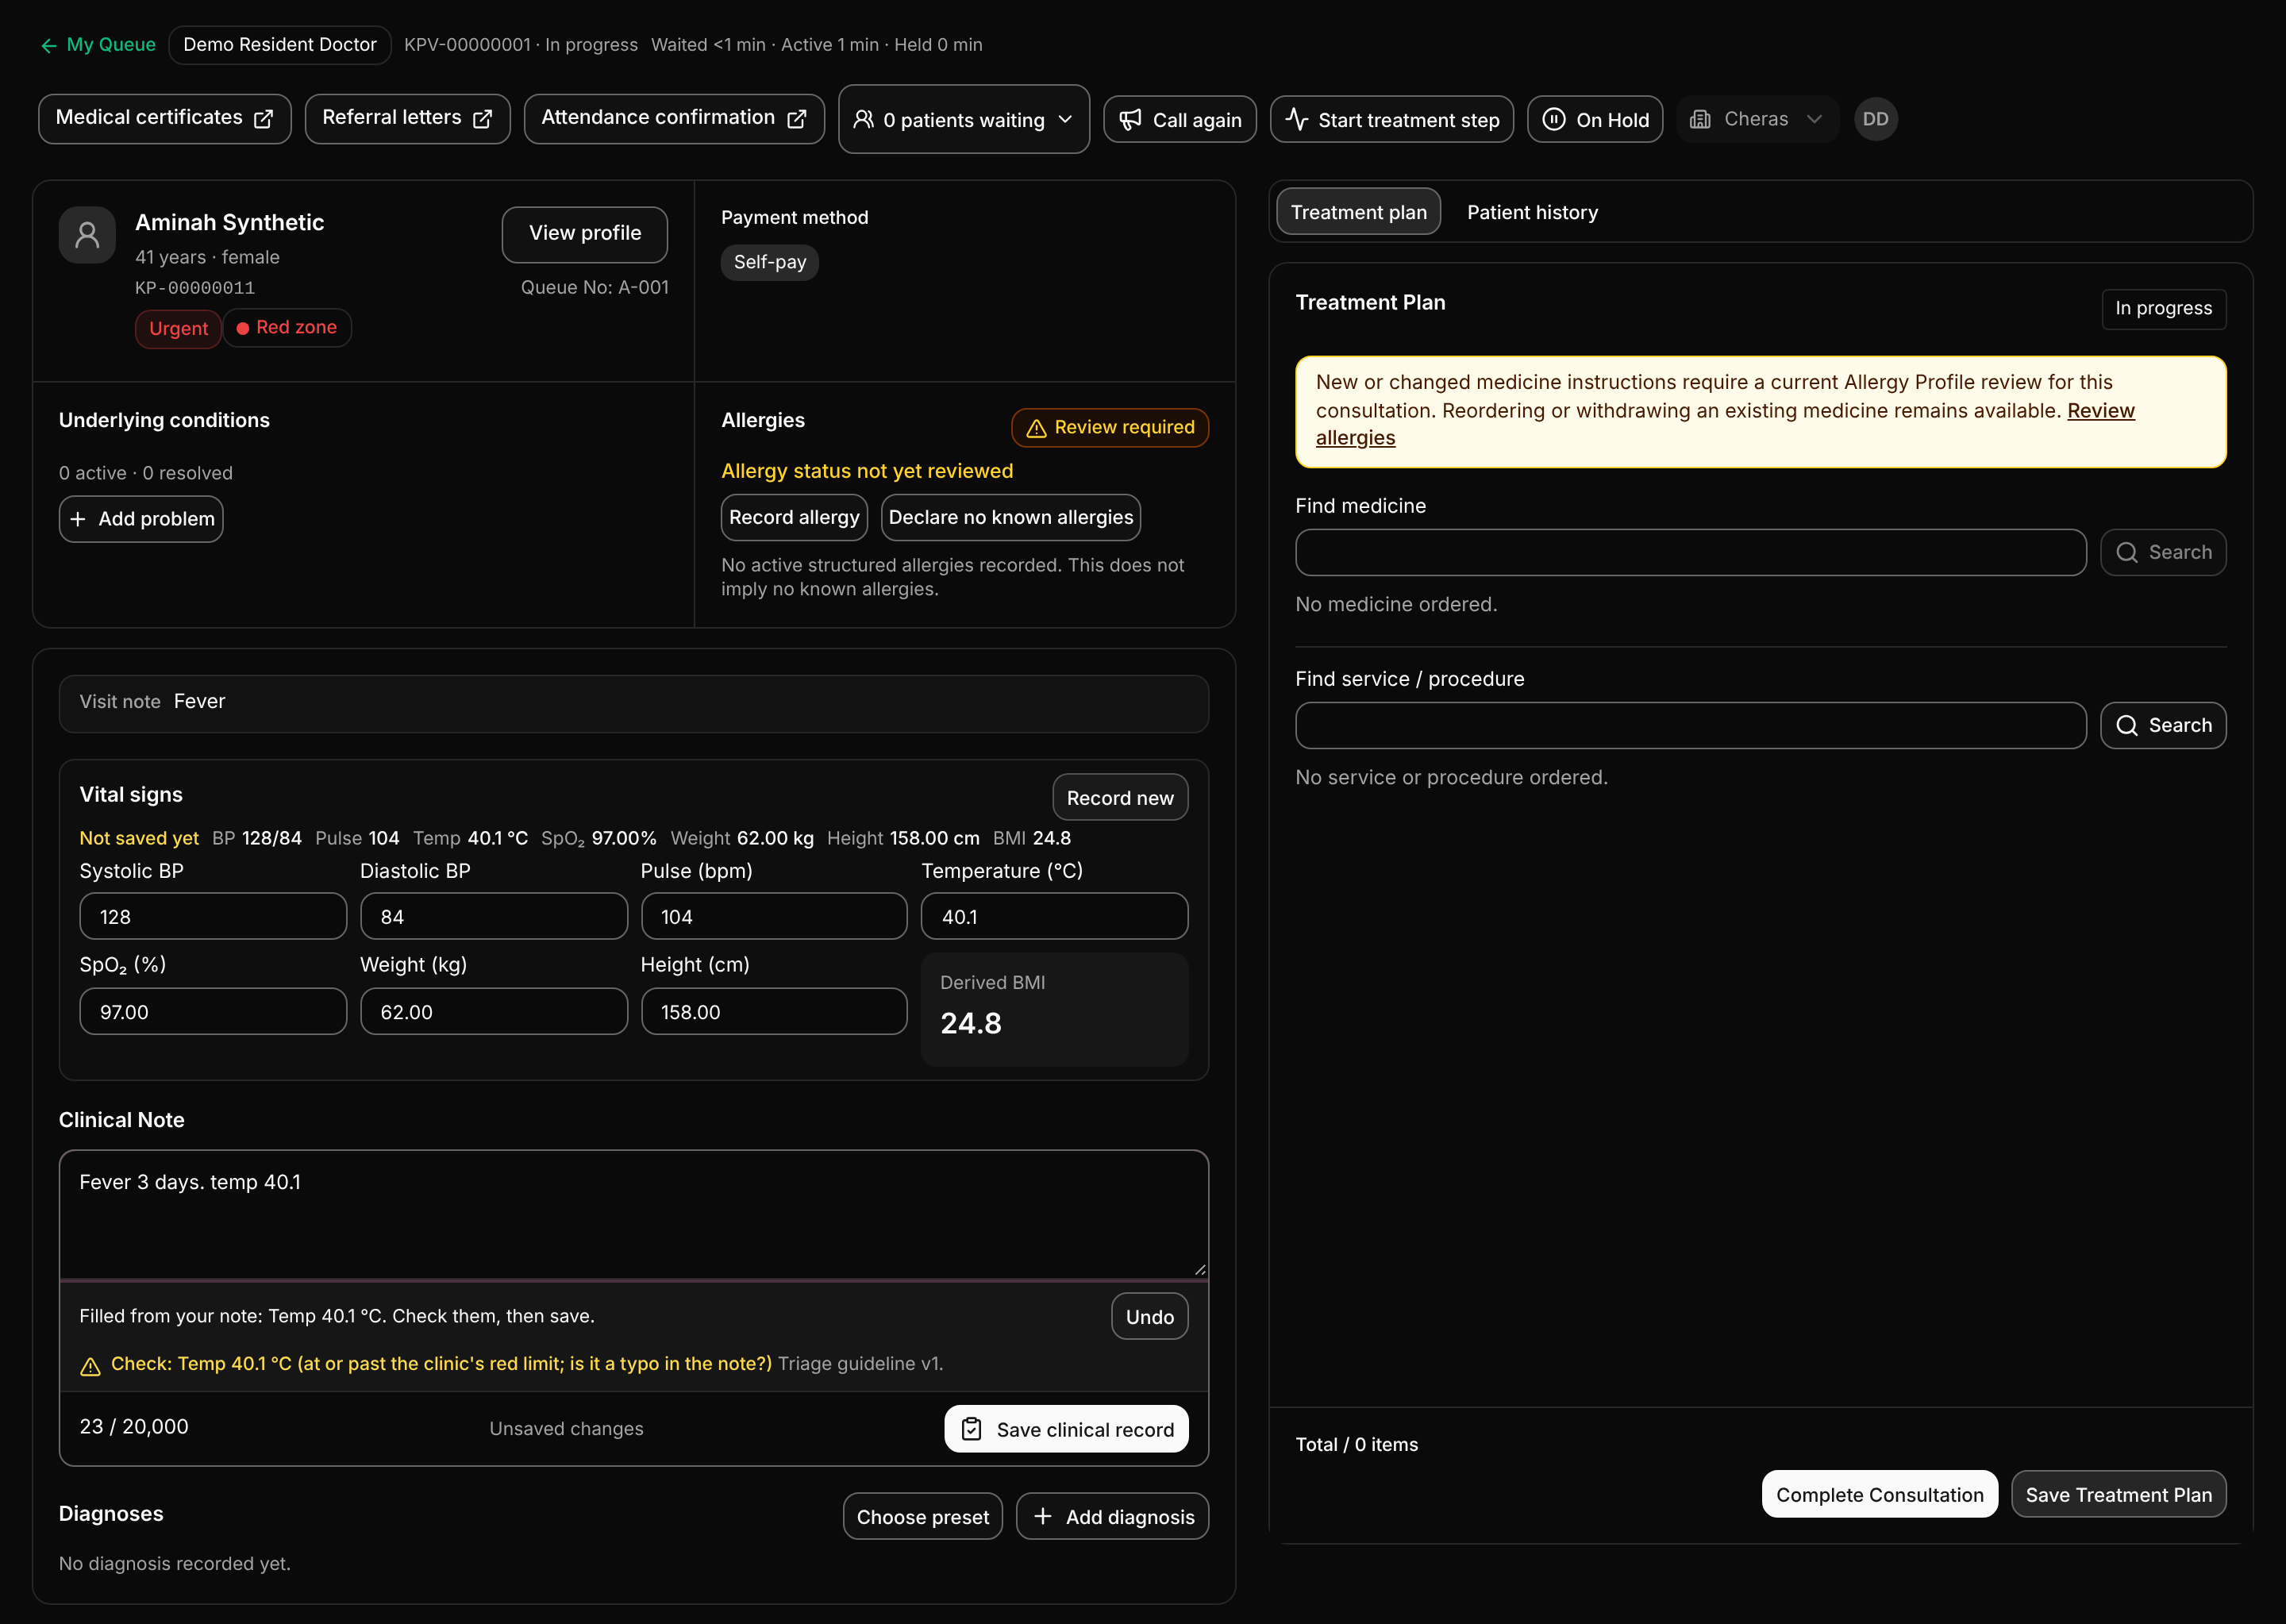 My Queue
Demo Resident Doctor
KPV-00000001 · In progress
Waited <1 min · Active 1 min · Held 0 min
Medical certificates
Referral letters
Attendance confirmation
0 patients waiting
Call again
Start treatment step
On Hold
Cheras
DD
Aminah Synthetic
41 years · female
KP-00000011
Urgent
Red zone
View profile
Queue No: A-001
Payment method
Self-pay
Underlying conditions
0 active · 0 resolved
Add problem
Allergies
Review required
Allergy status not yet reviewed
Record allergy
Declare no known allergies
No active structured allergies recorded. This does not
imply no known allergies.
Visit note Fever
Vital signs
Record new
Not saved yet BP 128/84 Pulse 104 Temp 40.1 °C SpO₂ 97.00% Weight 62.00 kg Height 158.00 cm BMI 24.8
Systolic BP
128
Diastolic BP
84
Pulse (bpm)
104
Temperature (°C)
40.1
SpO₂ (%)
97.00
Weight (kg)
62.00
Height (cm)
158.00
Derived BMI
24.8
Clinical Note
Fever 3 days. temp 40.1
Filled from your note: Temp 40.1 °C. Check them, then save.
Undo
Check: Temp 40.1 °C (at or past the clinic's red limit; is it a typo in the note?) Triage guideline v1.
23 / 20,000
Unsaved changes
Save clinical record
Diagnoses
Choose preset
Add diagnosis
No diagnosis recorded yet.
Treatment plan
Patient history
Treatment Plan
In progress
New or changed medicine instructions require a current Allergy Profile review for this
consultation. Reordering or withdrawing an existing medicine remains available. Review
allergies
Find medicine
Search
No medicine ordered.
Find service / procedure
Search
No service or procedure ordered.
Total / 0 items
Complete Consultation
Save Treatment Plan